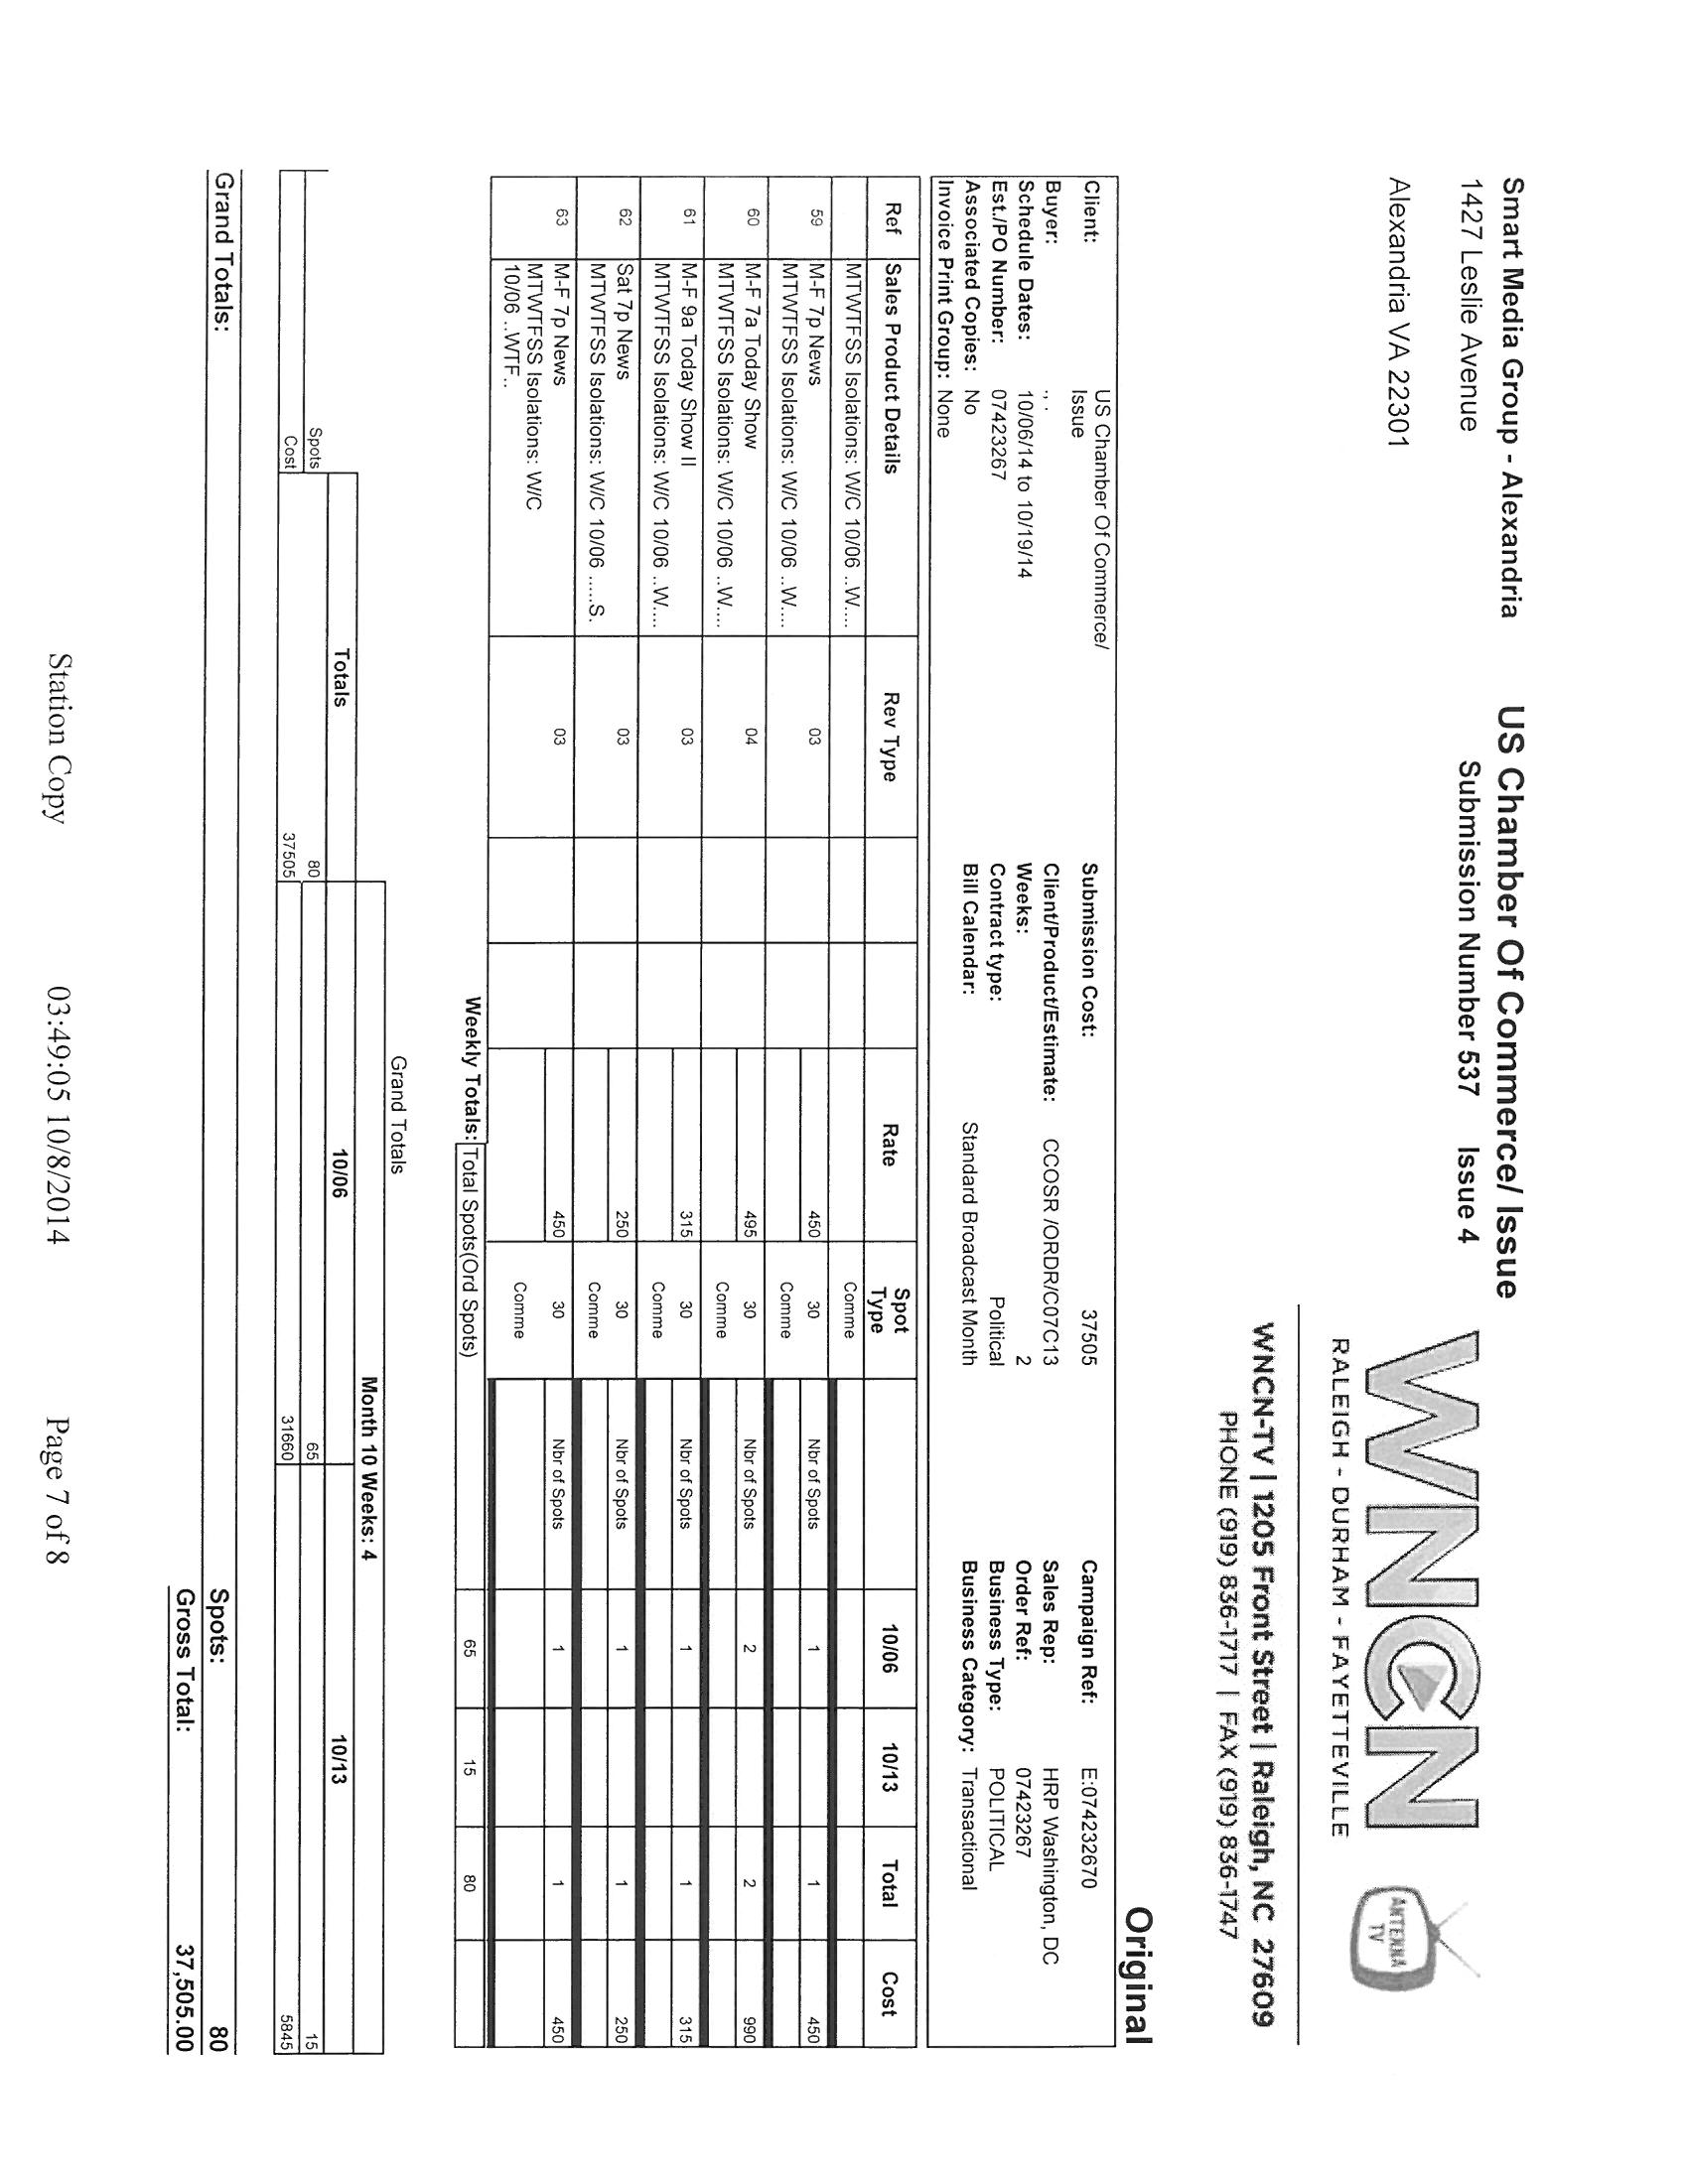 Smart Media Group - Alexandria
1427 Leslie Avenue
Alexandria VA 22301
US Chamber Of Commerce/ Issue
Submission Number 537 Issue 4
WNCN
RALEIGH - DURHAM - FAYETTEVILLE
ANTENNA TV
WNCN-TV | 1205 Front Street | Raleigh, NC 27609
PHONE (919) 836-1717 | FAX (919) 836-1747
Original
Client: US Chamber Of Commerce/ Issue
Buyer: ., .
Schedule Dates: 10/06/14 to 10/19/14
Est./PO Number: 07423267
Associated Copies: No
Invoice Print Group: None
Submission Cost: 37505
Client/Product/Estimate: CCOSR /ORDR/C07C13
Weeks: 2
Contract type: Political
Bill Calendar: Standard Broadcast Month
Campaign Ref: E:074232670
Sales Rep: HRP Washington, DC
Order Ref: 07423267
Business Type: POLITICAL
Business Category: Transactional
Ref Sales Product Details Rev Type Rate Spot Type 10/06 10/13 Total Cost
MTWTFSS Isolations: W/C 10/06 ..W.... Comme
59 M-F 7p News 03 450 30 Nbr of Spots 1 1 450
MTWTFSS Isolations: W/C 10/06 ..W.... Comme
60 M-F 7a Today Show 04 495 30 Nbr of Spots 2 2 990
MTWTFSS Isolations: W/C 10/06 ..W.... Comme
61 M-F 9a Today Show II 03 315 30 Nbr of Spots 1 1 315
MTWTFSS Isolations: W/C 10/06 ..W.... Comme
62 Sat 7p News 03 250 30 Nbr of Spots 1 1 250
MTWTFSS Isolations: W/C 10/06 .....S. Comme
63 M-F 7p News 03 450 30 Nbr of Spots 1 1 450
MTWTFSS Isolations: W/C Comme
10/06 ..WTF..
Weekly Totals: Total Spots(Ord Spots) 65 15 80
Grand Totals
Month 10 Weeks: 4
Totals 10/06 10/13
Spots 80 65 15
Cost 37505 31660 5845
Grand Totals: Spots: 80
Gross Total: 37,505.00
Station Copy 03:49:05 10/8/2014 Page 7 of 8